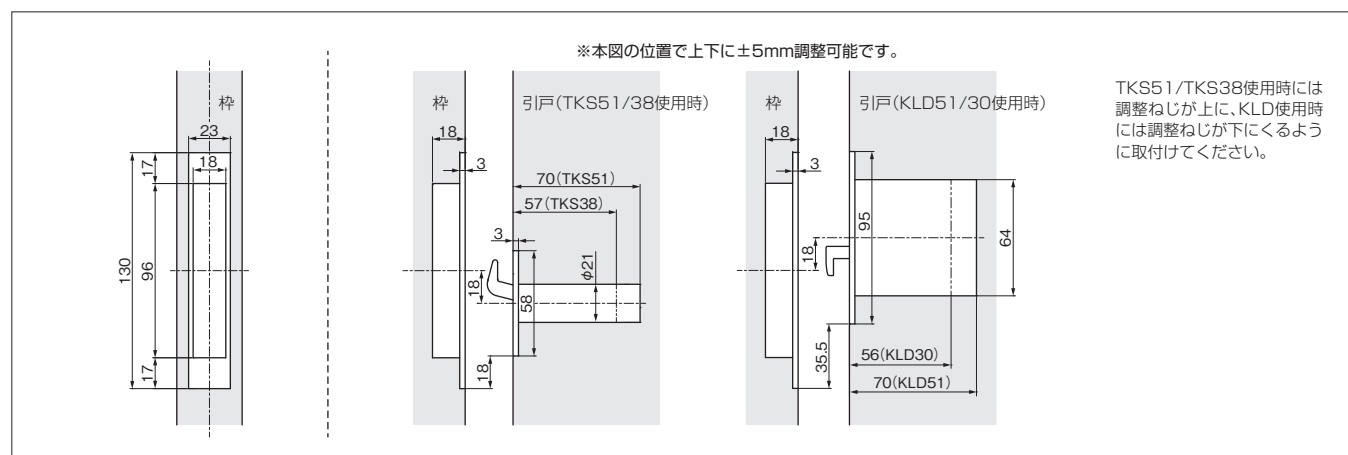 ※本図の位置で上下に±5mm調整可能です。
枠
23
18
17
130
96
17
枠
引戸(TKS51/38使用時)
18
3
70(TKS51)
57(TKS38)
3
φ21
18
58
18
枠
引戸(KLD51/30使用時)
18
3
95
64
18
35.5
56(KLD30)
70(KLD51)
TKS51/TKS38使用時には
調整ねじが上に、KLD使用時
には調整ねじが下にくるよう
に取付けてください。